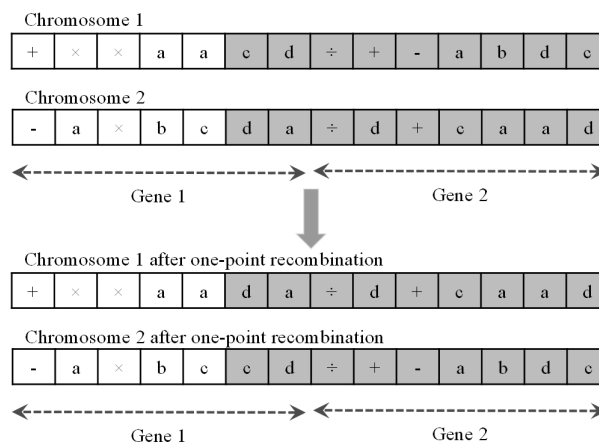 Chromosome 1
+ × × a a c d ÷ + - a b d c
Chromosome 2
- a × b c d a ÷ d + c a a d
Gene 1 Gene 2
Chromosome 1 after one-point recombination
+ × × a a d a ÷ d + c a a d
Chromosome 2 after one-point recombination
- a × b c c d ÷ + - a b d c
Gene 1 Gene 2